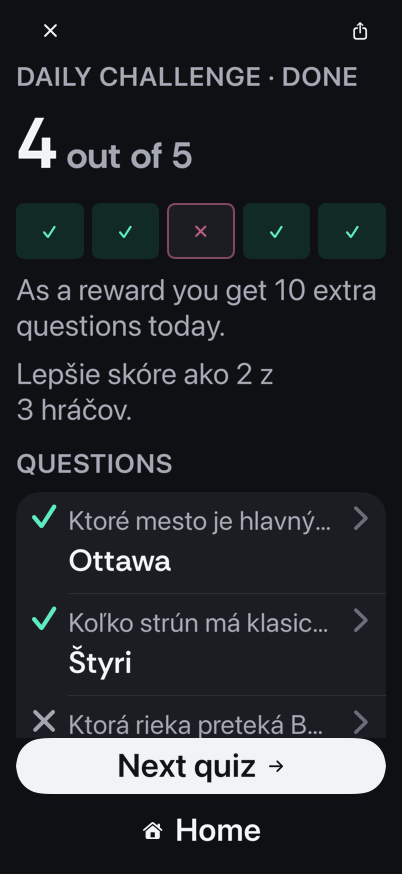 DAILY CHALLENGE · DONE
4 out of 5
As a reward you get 10 extra
questions today.
Lepšie skóre ako 2 z
3 hráčov.
QUESTIONS
Ktoré mesto je hlavný...
Ottawa
Koľko strún má klasic...
Štyri
Ktorá rieka preteká B...
Next quiz →
Home